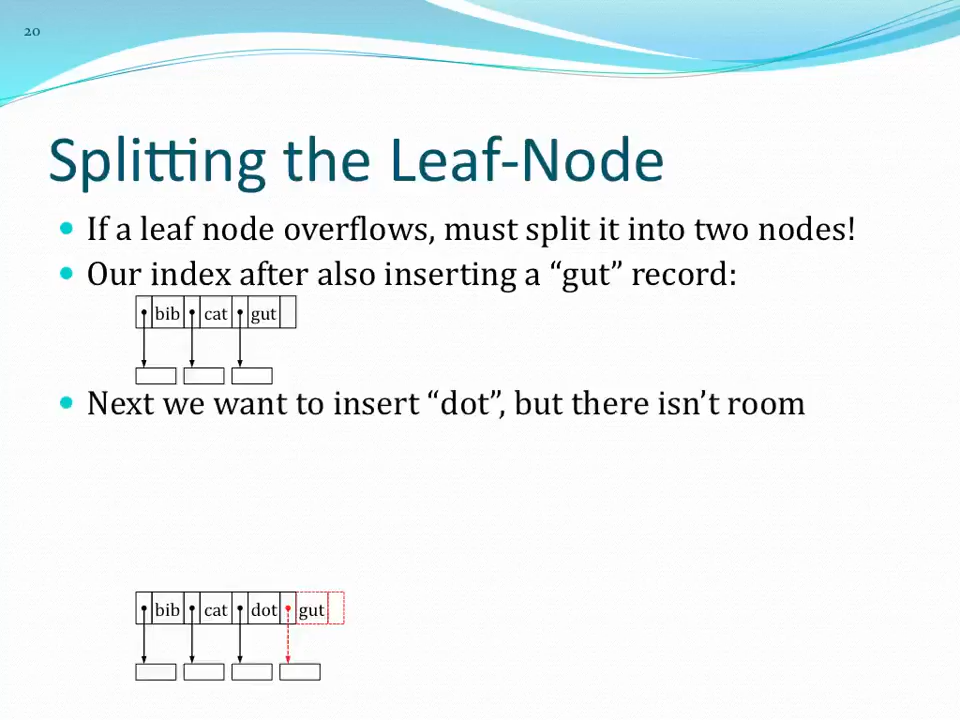 20
Splitting the Leaf-Node
If a leaf node overflows, must split it into two nodes!
Our index after also inserting a “gut” record:
bib cat gut
Next we want to insert “dot”, but there isn’t room
bib cat dot gut